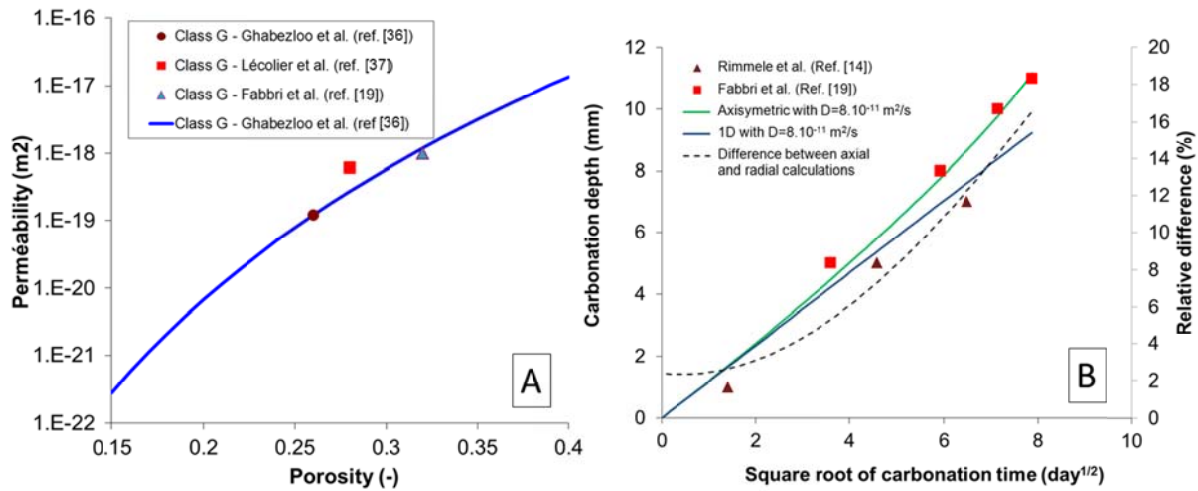 1.E-16
1.E-17
1.E-18
1.E-19
1.E-20
1.E-21
1.E-22
Perméability (m2)
Class G - Ghabezloo et al. (ref. [36])
Class G - Lécolier et al. (ref. [37])
Class G - Fabbri et al. (ref. [19])
Class G - Ghabezloo et al. (ref [36])
A
0.15 0.2 0.25 0.3 0.35 0.4
Porosity (-)
12
10
8
6
4
2
0
Carbonation depth (mm)
Rimmele et al. (Ref. [14])
Fabbri et al. (Ref. [19])
Axisymetric with D=8.10⁻¹¹ m²/s
1D with D=8.10⁻¹¹ m²/s
Difference between axial
and radial calculations
B
20
18
16
14
12
10
8
6
4
2
0
Relative difference (%)
0 2 4 6 8 10
Square root of carbonation time (day¹ᐟ²)